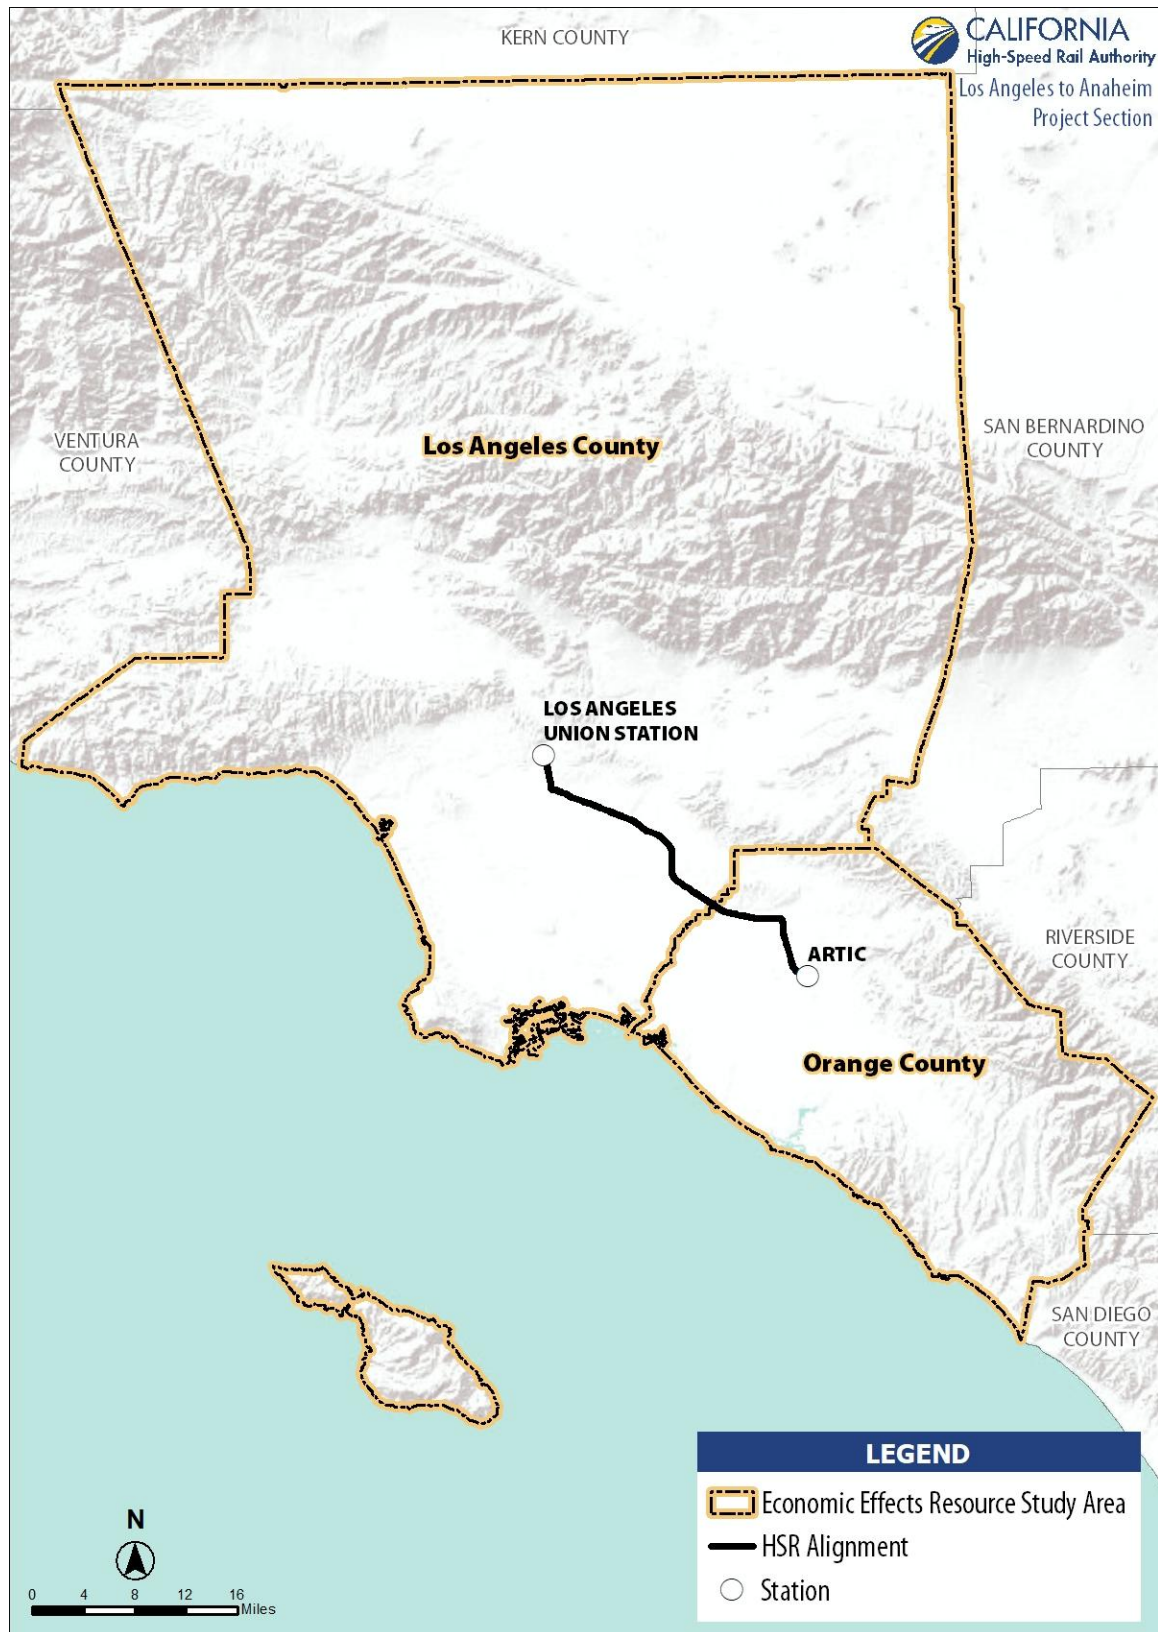 KERN COUNTY
CALIFORNIA
High-Speed Rail Authority
Los Angeles to Anaheim
Project Section
VENTURA
COUNTY
Los Angeles County
SAN BERNARDINO
COUNTY
LOS ANGELES
UNION STATION
ARTIC
RIVERSIDE
COUNTY
Orange County
SAN DIEGO
COUNTY
LEGEND
Economic Effects Resource Study Area
HSR Alignment
Station
N
0 4 8 12 16
Miles